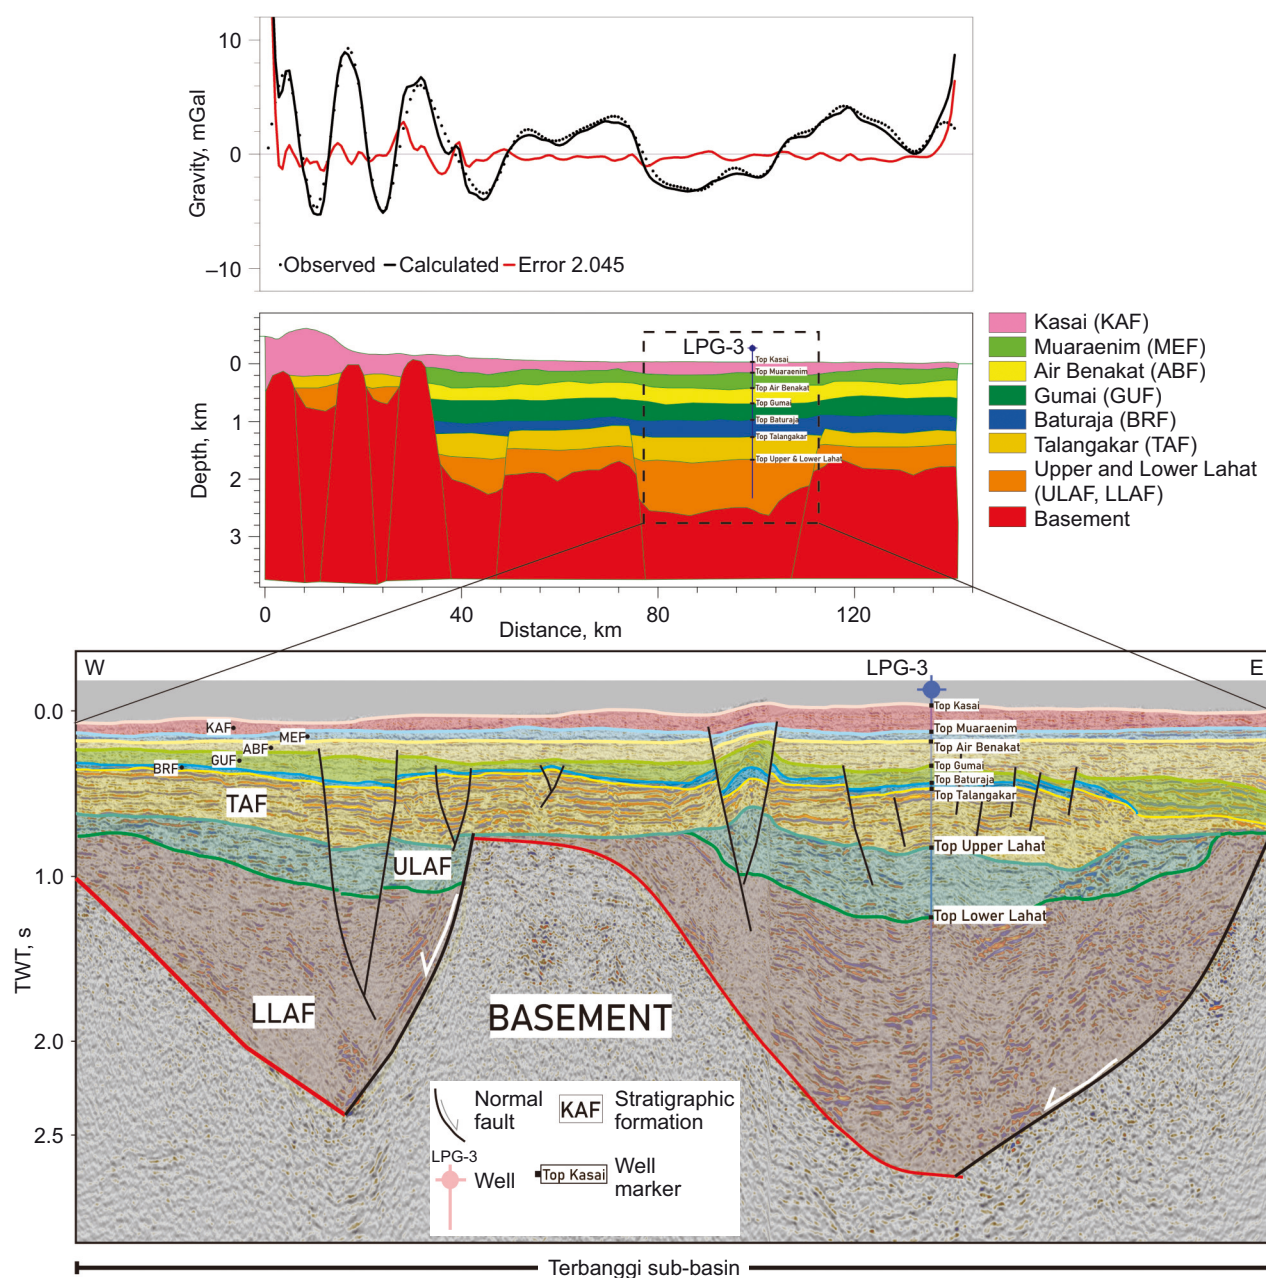 10
0
–10
Gravity, mGal
Observed
Calculated
Error 2.045
LPG-3
Top Kasai
Top Muaraenim
Top Air Benakat
Top Gumai
Top Baturaja
Top Talangakar
Top Upper & Lower Lahat
0
1
2
3
Depth, km
0
40
80
120
Distance, km
Kasai (KAF)
Muaraenim (MEF)
Air Benakat (ABF)
Gumai (GUF)
Baturaja (BRF)
Talangakar (TAF)
Upper and Lower Lahat
(ULAF, LLAF)
Basement
W
LPG-3
E
0.0
1.0
2.0
2.5
TWT, s
KAF
MEF
ABF
GUF
BRF
TAF
ULAF
LLAF
BASEMENT
Top Kasai
Top Muaraenim
Top Air Benakat
Top Gumai
Top Baturaja
Top Talangakar
Top Upper Lahat
Top Lower Lahat
Normal
fault
KAF
Stratigraphic
formation
LPG-3
Well
Top Kasai
Well
marker
Terbanggi sub-basin